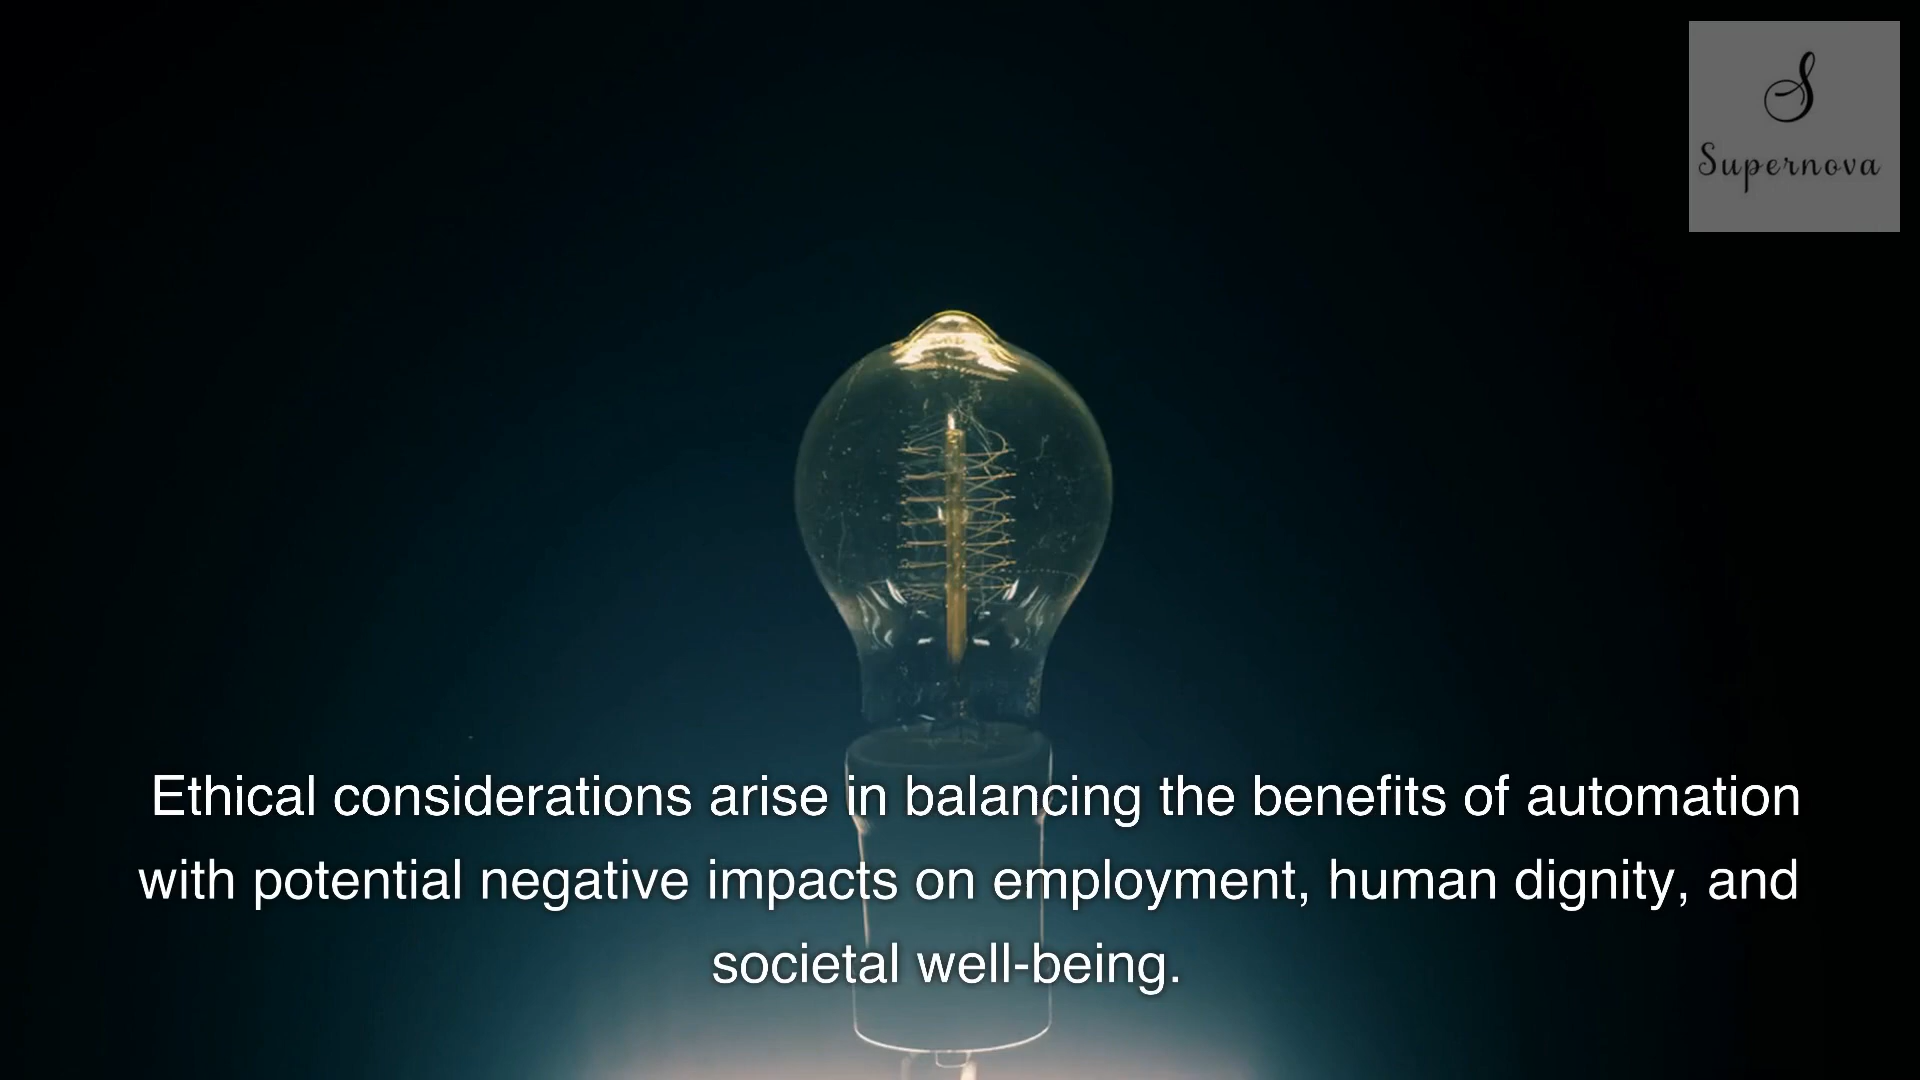 S
Supernova
Ethical considerations arise in balancing the benefits of automation
with potential negative impacts on employment, human dignity, and
societal well-being.